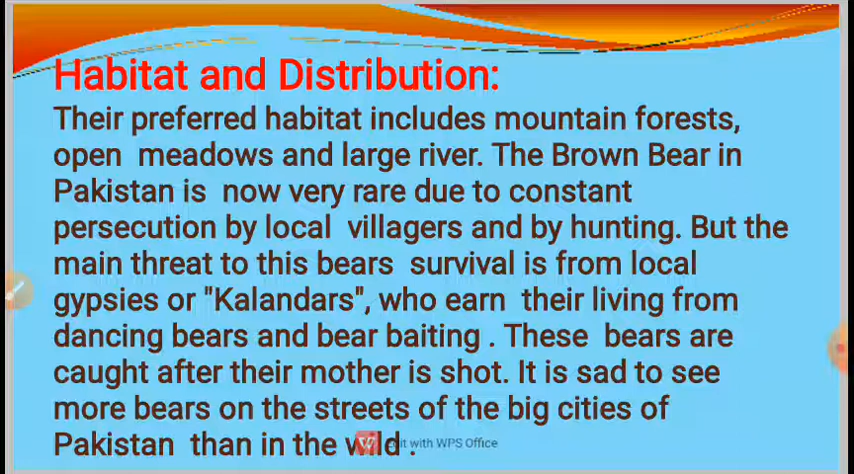 Habitat and Distribution:
Their preferred habitat includes mountain forests,
open meadows and large river. The Brown Bear in
Pakistan is now very rare due to constant
persecution by local villagers and by hunting. But the
main threat to this bears survival is from local
gypsies or "Kalandars", who earn their living from
dancing bears and bear baiting . These bears are
caught after their mother is shot. It is sad to see
more bears on the streets of the big cities of
Pakistan than in the wild .
Edit with WPS Office